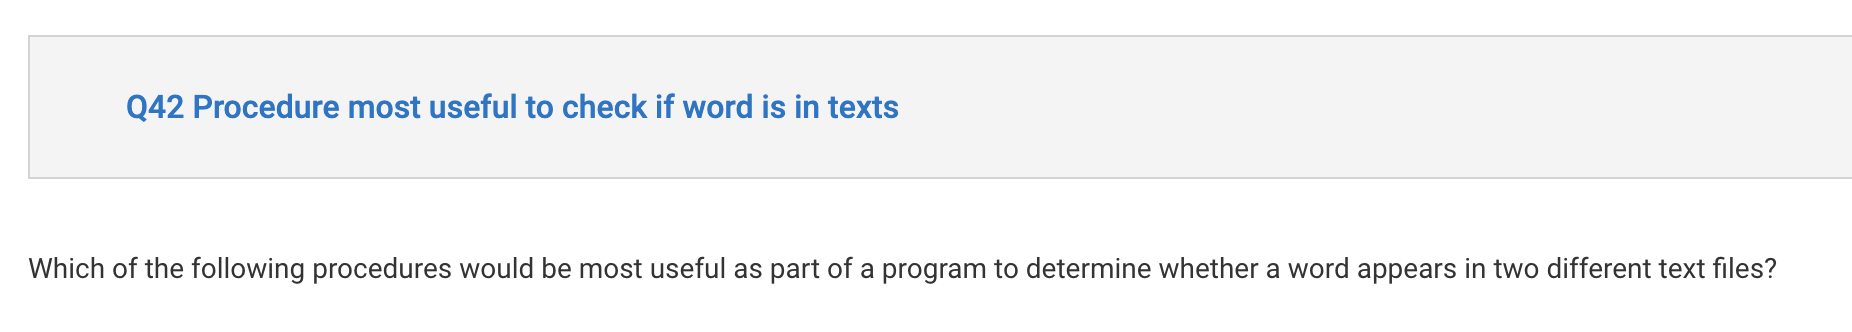 Q42 Procedure most useful to check if word is in texts
Which of the following procedures would be most useful as part of a program to determine whether a word appears in two different text files?